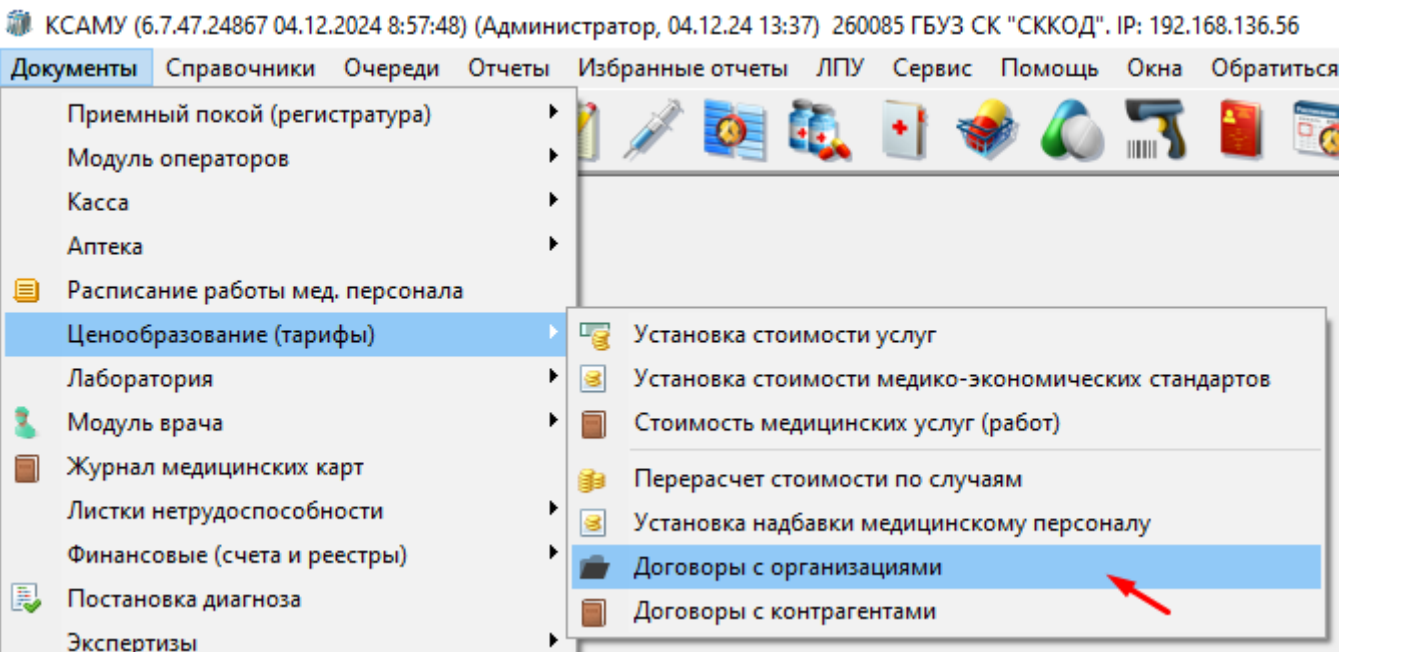 КСАМУ (6.7.47.24867 04.12.2024 8:57:48) (Администратор, 04.12.24 13:37) 260085 ГБУЗ СК "СККОД". IP: 192.168.136.56
Документы Справочники Очереди Отчеты Избранные отчеты ЛПУ Сервис Помощь Окна Обратиться
Приемный покой (регистратура)
Модуль операторов
Касса
Аптека
Расписание работы мед. персонала
Ценообразование (тарифы)
Лаборатория
Модуль врача
Журнал медицинских карт
Листки нетрудоспособности
Финансовые (счета и реестры)
Постановка диагноза
Экспертизы
Установка стоимости услуг
Установка стоимости медико-экономических стандартов
Стоимость медицинских услуг (работ)
Перерасчет стоимости по случаям
Установка надбавки медицинскому персоналу
Договоры с организациями
Договоры с контрагентами